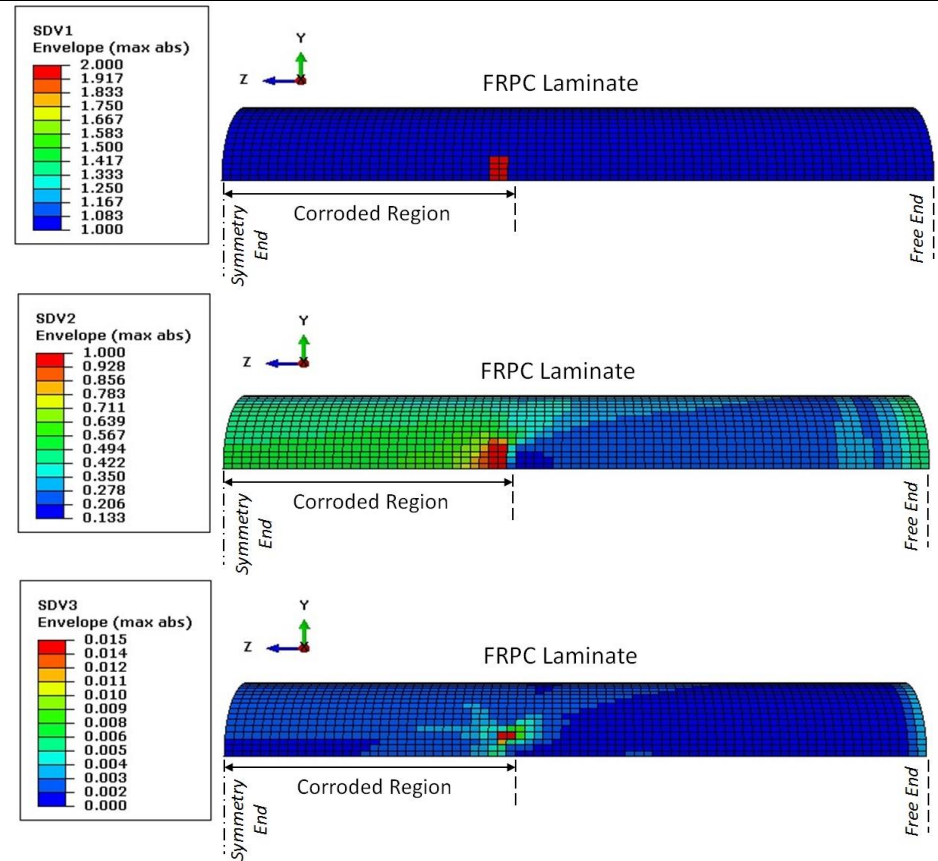 SDV1
Envelope (max abs)
2.000
1.917
1.833
1.750
1.667
1.583
1.500
1.417
1.333
1.250
1.167
1.083
1.000
Y
Z
X
FRPC Laminate
Corroded Region
Symmetry
End
Free End
SDV2
Envelope (max abs)
1.000
0.928
0.856
0.783
0.711
0.639
0.567
0.494
0.422
0.350
0.278
0.206
0.133
Y
Z
X
FRPC Laminate
Corroded Region
Symmetry
End
Free End
SDV3
Envelope (max abs)
0.015
0.014
0.012
0.011
0.010
0.009
0.008
0.006
0.005
0.004
0.003
0.002
0.000
Y
Z
X
FRPC Laminate
Corroded Region
Symmetry
End
Free End